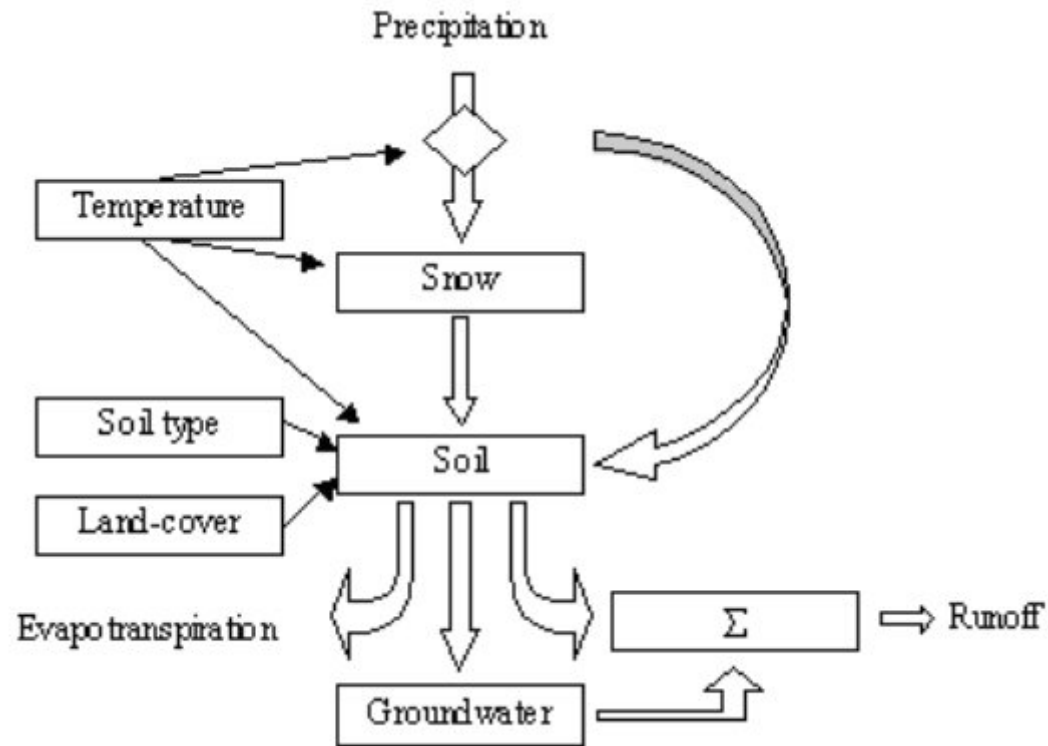 Precipitation
Temperature
Snow
Soil type
Soil
Land-cover
Evapotranspiration
Σ
Runoff
Groundwater